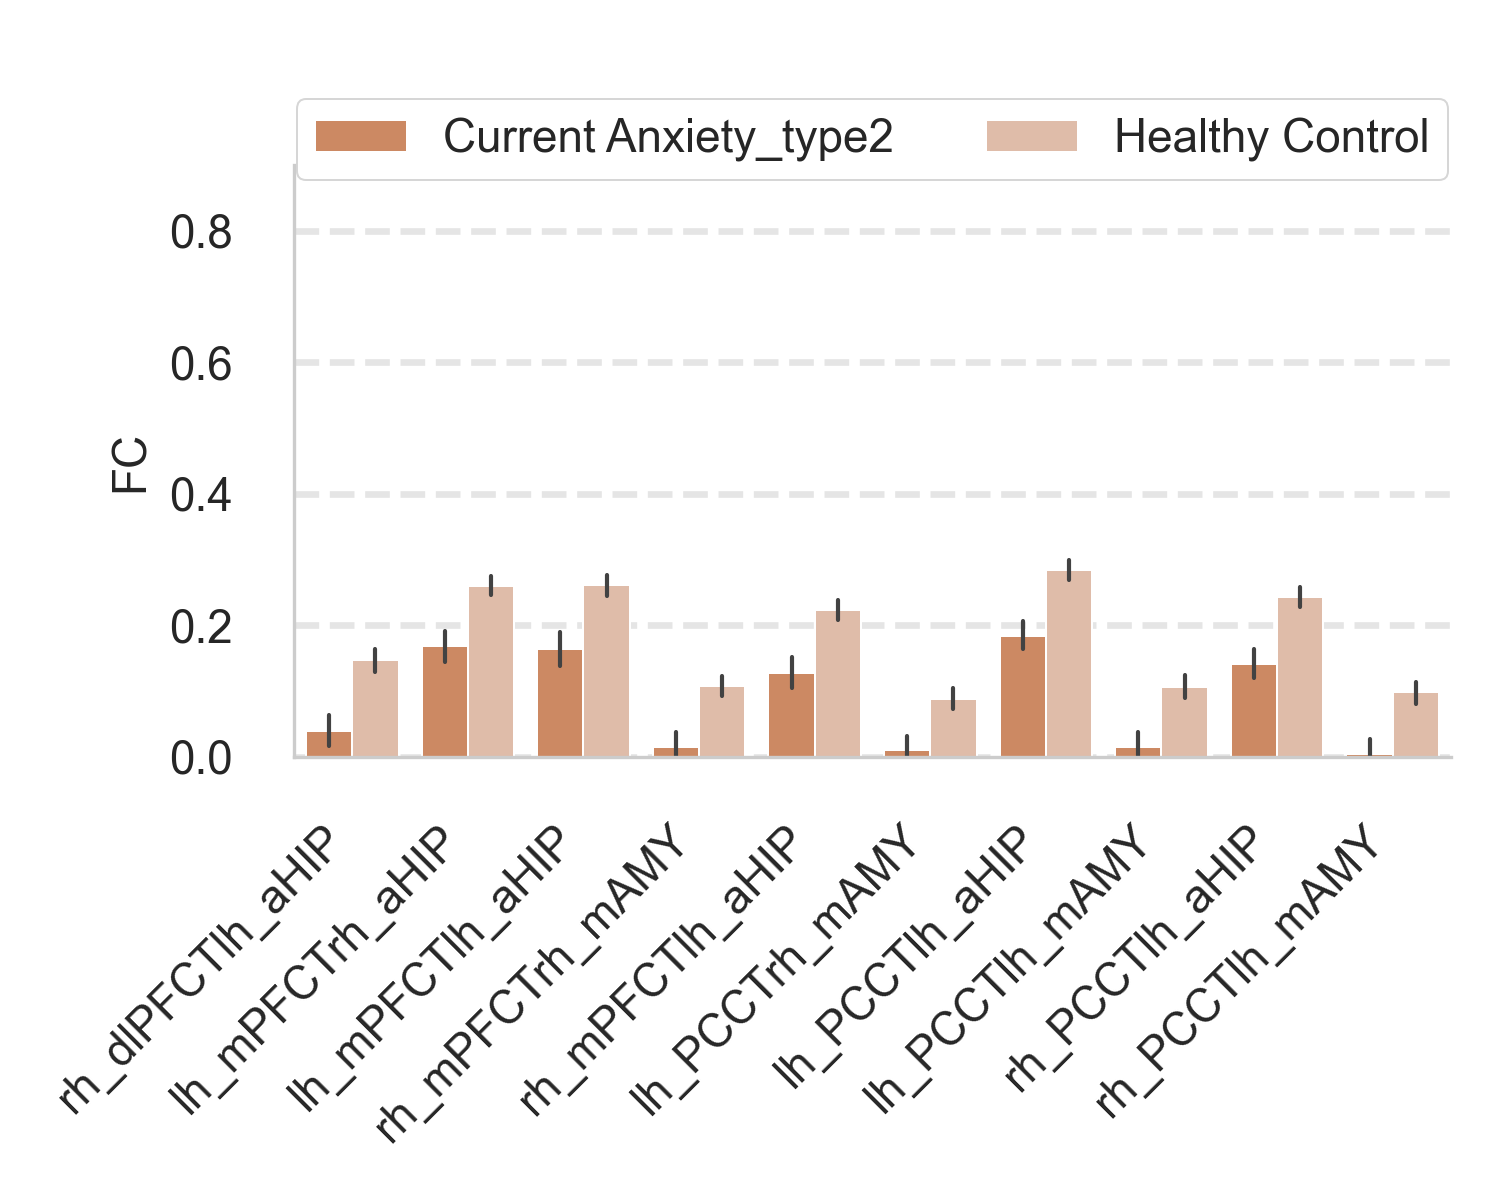 Current Anxiety_type2
Healthy Control
FC
0.8
0.6
0.4
0.2
0.0
rh_dlPFCTlh_aHIP
lh_mPFCTrh_aHIP
lh_mPFCTlh_aHIP
rh_mPFCTrh_mAMY
rh_mPFCTlh_aHIP
lh_PCCTrh_mAMY
lh_PCCTlh_aHIP
lh_PCCTlh_mAMY
rh_PCCTlh_aHIP
rh_PCCTlh_mAMY